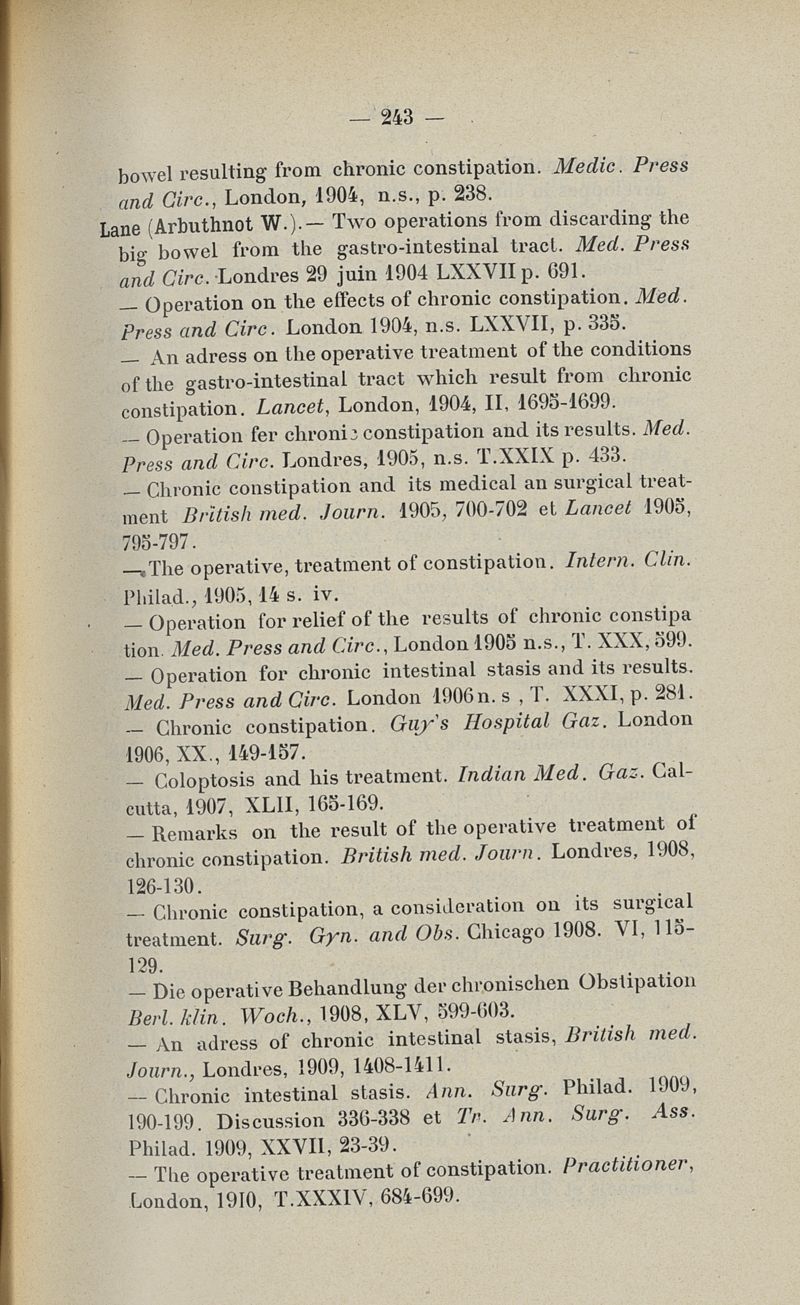 — 243 —
bowel resulting from chronic constipation. Medic. Press
and Circ., London, 1904, n.s., p. 238.
Lane (Arbuthnot W.).— Two operations from discarding the
big bowel from the gastro-intestinal tract. Med. Press
and Circ. Londres 29 juin 1904 LXXVII p. 691.
— Operation on the effects of chronic constipation. Med.
Press and Circ. London 1904, n.s. LXXVII, p. 335.
— An adress on the operative treatment of the conditions
of the gastro-intestinal tract which result from chronic
constipation. Lancet, London, 1904, II, 1695-1699.
— Operation fer chronic constipation and its results. Med.
Press and Circ. Londres, 1905, n.s. T.XXIX p. 433.
— Chronic constipation and its medical an surgical treat-
ment British med. Journ. 1905, 700-702 et Lancet 1905,
795-797.
— The operative, treatment of constipation. Intern. Clin.
Philad., 1905, 14 s. iv.
— Operation for relief of the results of chronic constipa
tion. Med. Press and Circ., London 1905 n.s., T. XXX, 599.
— Operation for chronic intestinal stasis and its results.
Med. Press and Circ. London 1906 n. s , T. XXXI, p. 281.
— Chronic constipation. Guy's Hospital Gaz. London
1906, XX., 149-157.
— Coloptosis and his treatment. Indian Med. Gaz. Cal-
cutta, 1907, XLII, 165-169.
— Remarks on the result of the operative treatment of
chronic constipation. British med. Journ. Londres, 1908,
126-130.
— Chronic constipation, a consideration on its surgical
treatment. Surg. Gyn. and Obs. Chicago 1908. VI, 115-
129.
— Die operative Behandlung der chronischen Obstipation
Berl. klin. Woch., 1908, XLV, 599-603.
— An adress of chronic intestinal stasis, British med.
Journ., Londres, 1909, 1408-1411.
— Chronic intestinal stasis. Ann. Surg. Philad. 1909,
190-199. Discussion 336-338 et Tr. Ann. Surg. Ass.
Philad. 1909, XXVII, 23-39.
— The operative treatment of constipation. Practitioner,
London, 1910, T.XXXIV, 684-699.